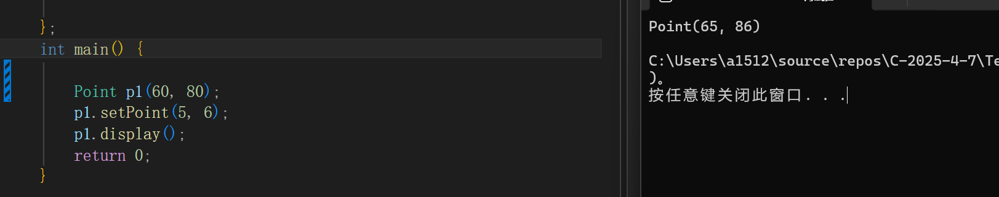 };
int main() {
Point p1(60, 80);
p1.setPoint(5, 6);
p1.display();
return 0;
}
Point(65, 86)
C:\Users\a1512\source\repos\C-2025-4-7\Te
)。
按任意键关闭此窗口. . .